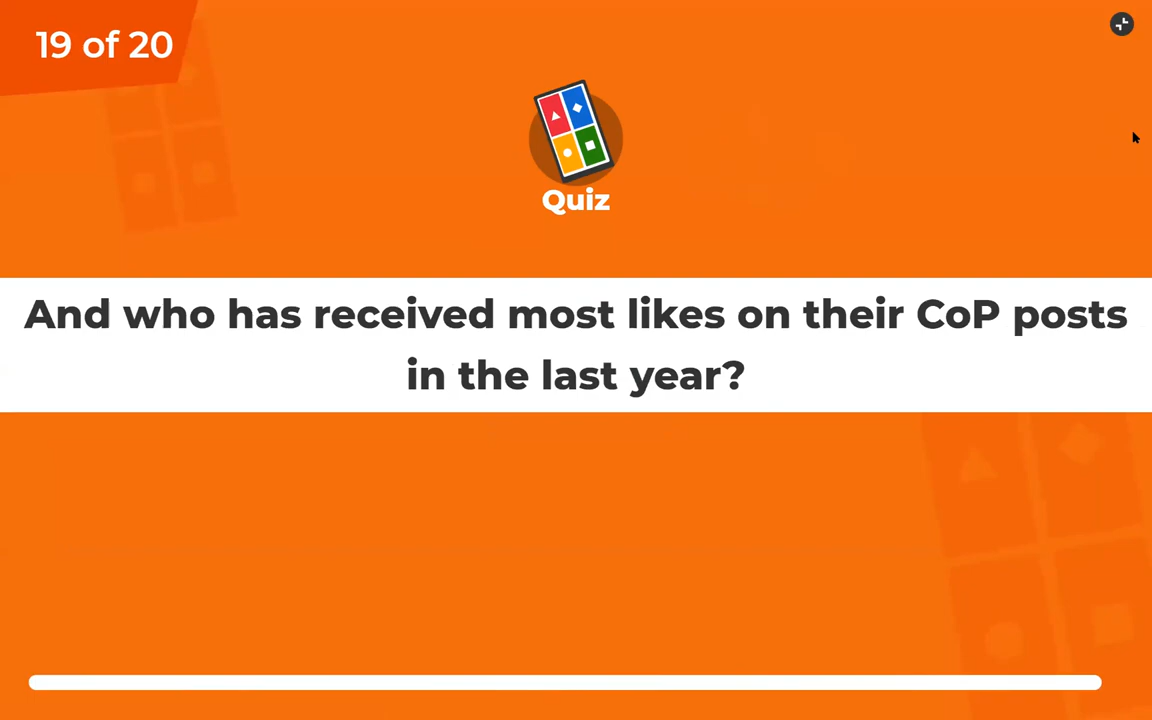 19 of 20
Quiz
And who has received most likes on their CoP posts
in the last year?